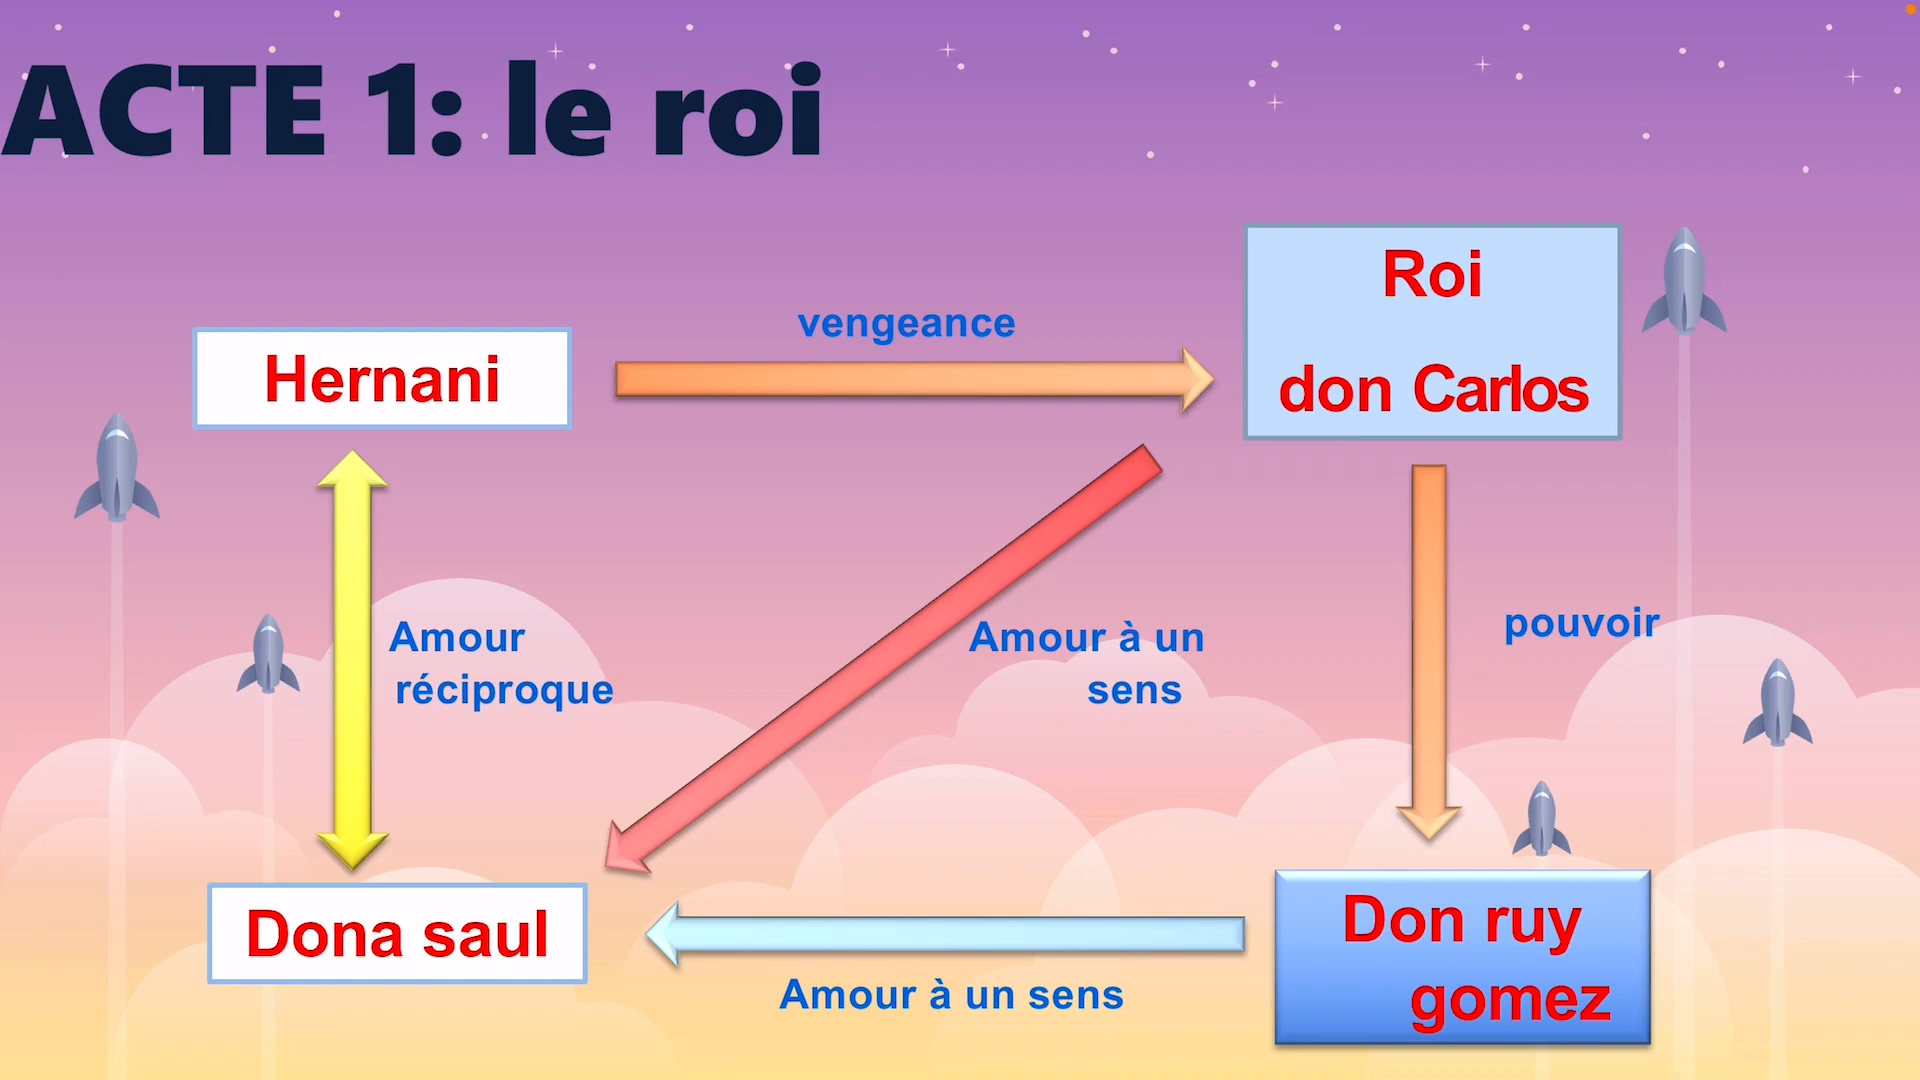 ACTE 1: le roi
Roi
don Carlos
vengeance
Hernani
Amour
réciproque
Amour à un
sens
pouvoir
Dona saul
Don ruy
gomez
Amour à un sens